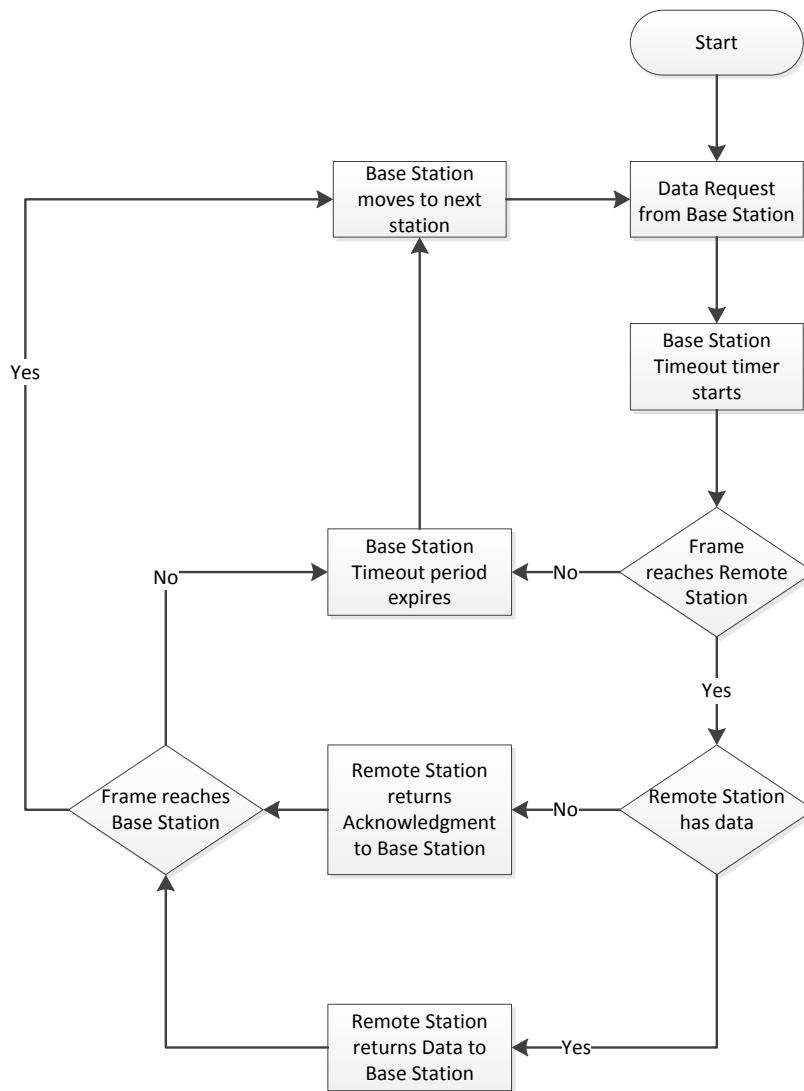 Start
Base Station
moves to next
station
Data Request
from Base Station
Base Station
Timeout timer
starts
Yes
Frame
reaches Remote
Station
No
Base Station
Timeout period
expires
No
Yes
Remote Station
has data
No
Remote Station
returns
Acknowledgment
to Base Station
Frame reaches
Base Station
Yes
Remote Station
returns Data to
Base Station